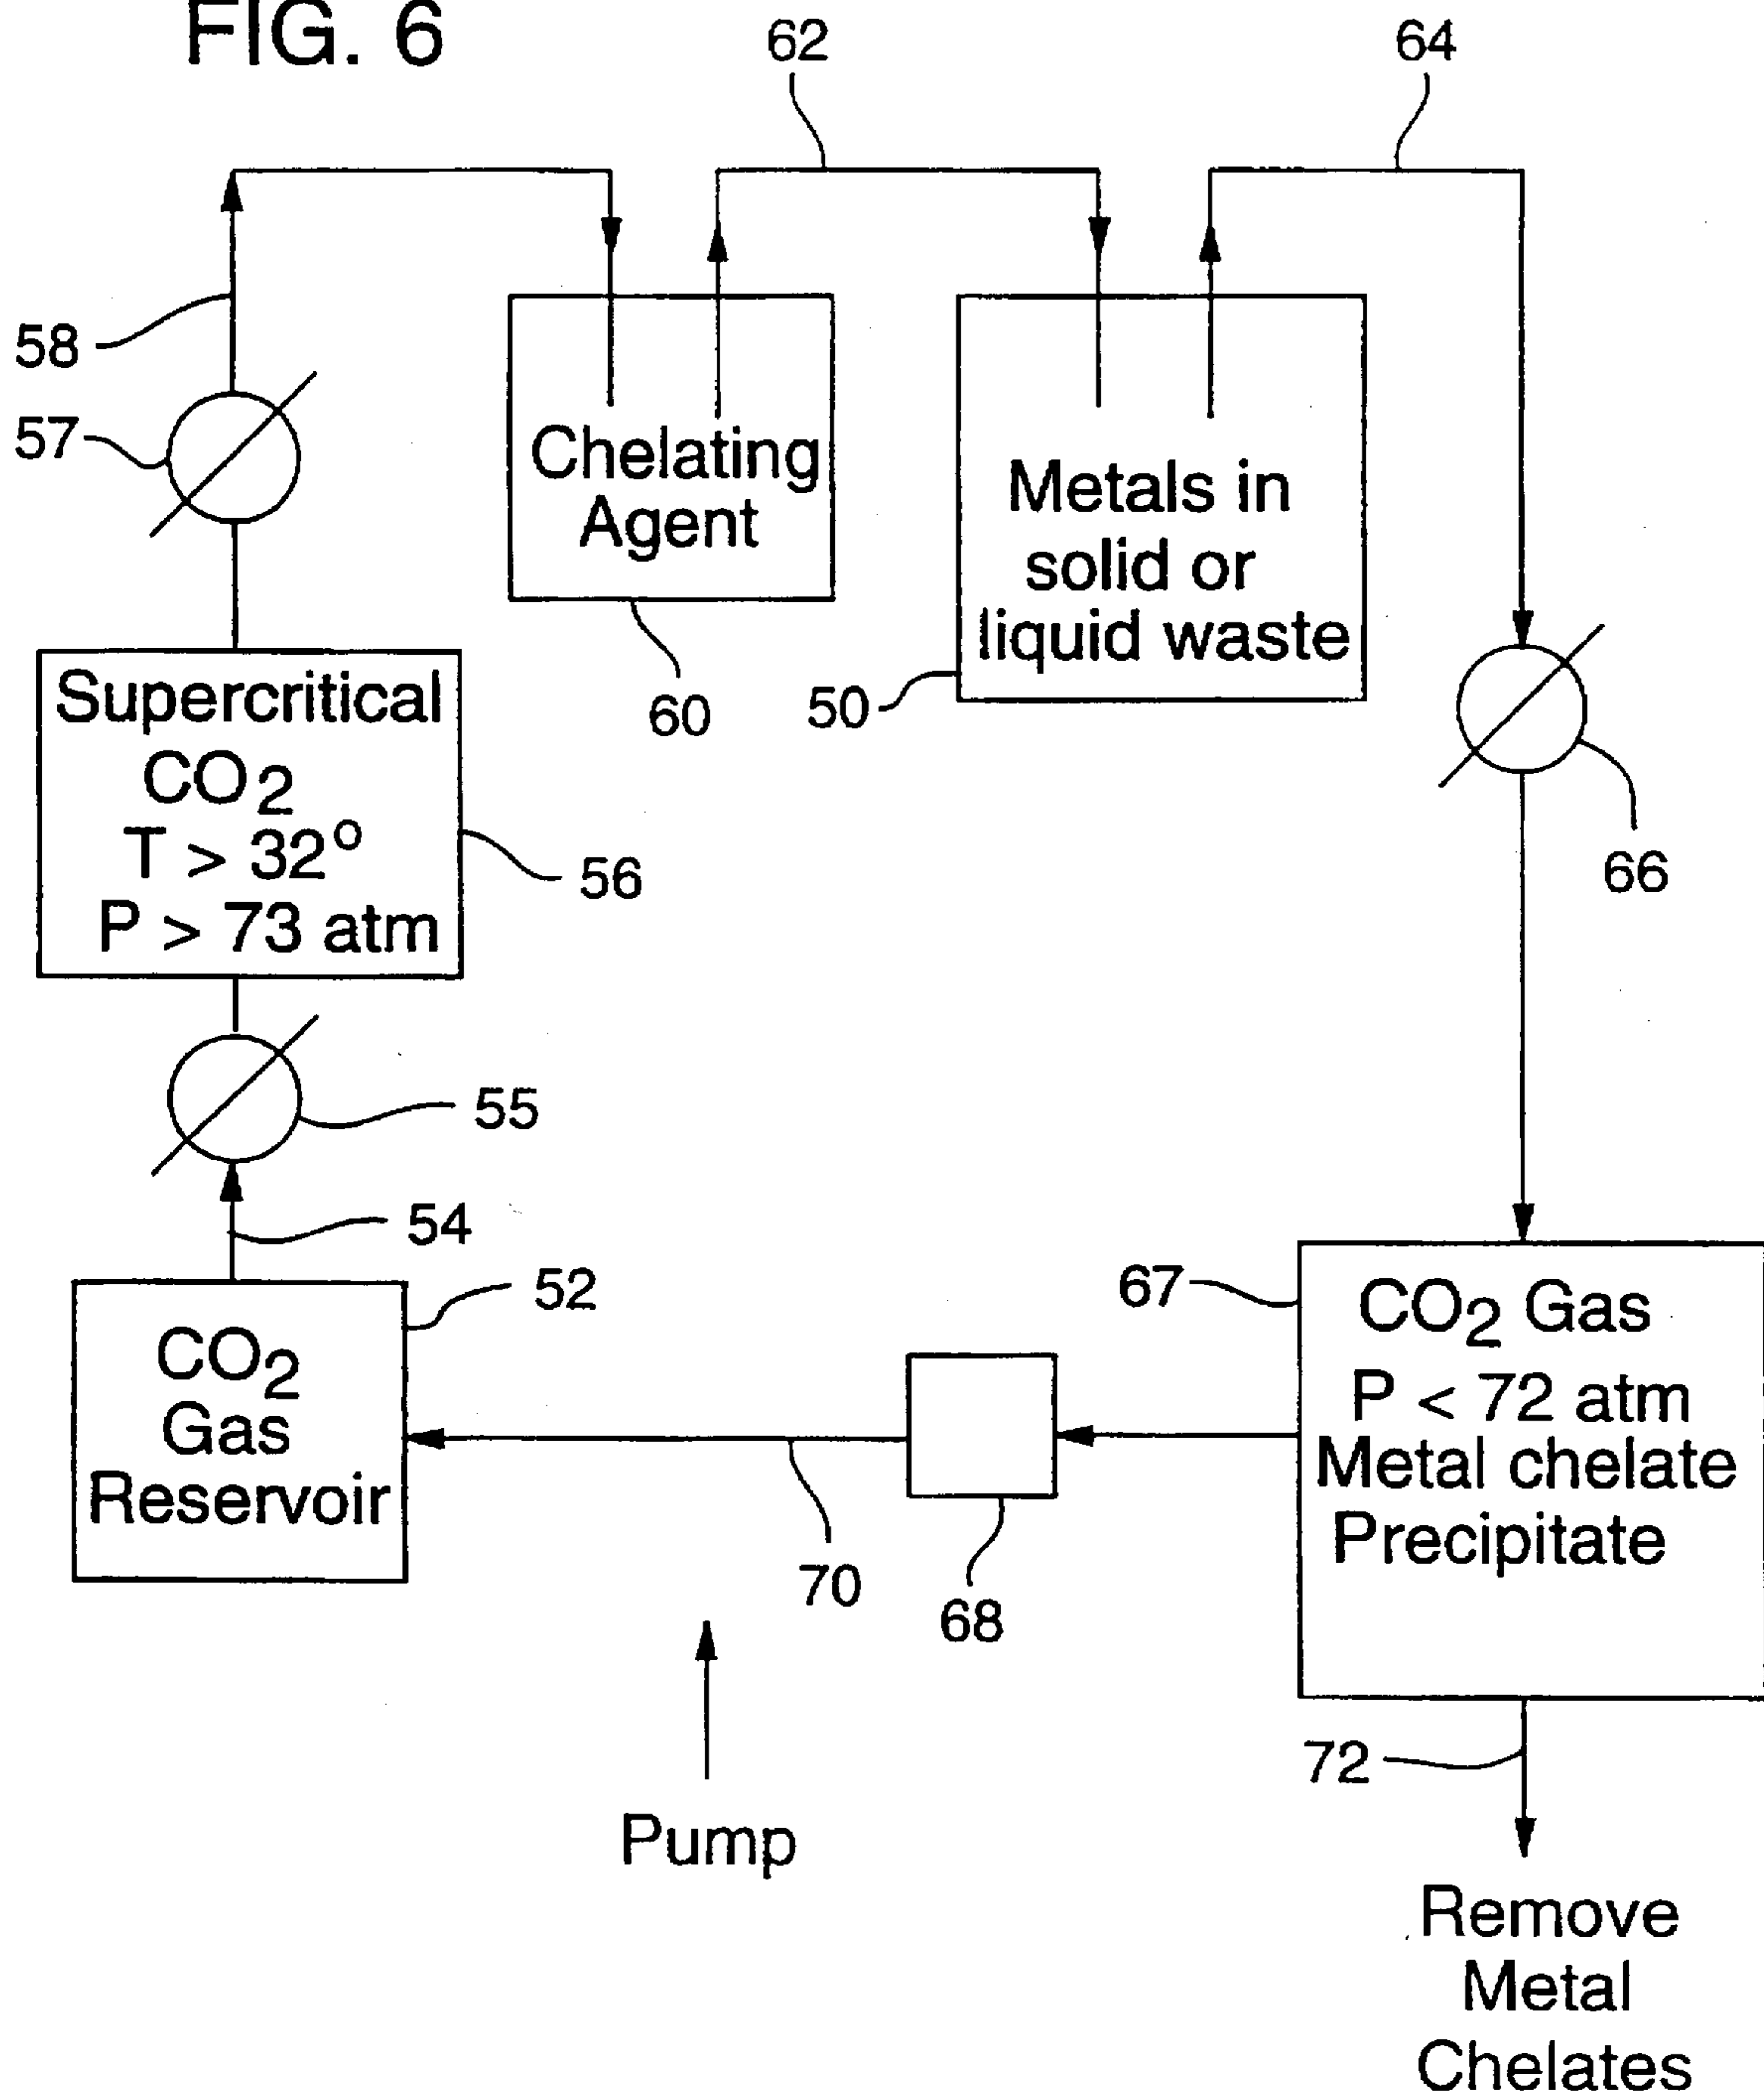 FIG. 6
62
64
58
57
Chelating
Agent
60
Metals in
solid or
liquid waste
50
Supercritical
CO2
T > 32°
P > 73 atm
56
66
55
54
52
CO2
Gas
Reservoir
67
CO2 Gas
P < 72 atm
Metal chelate
Precipitate
70
68
72
Pump
Remove
Metal
Chelates